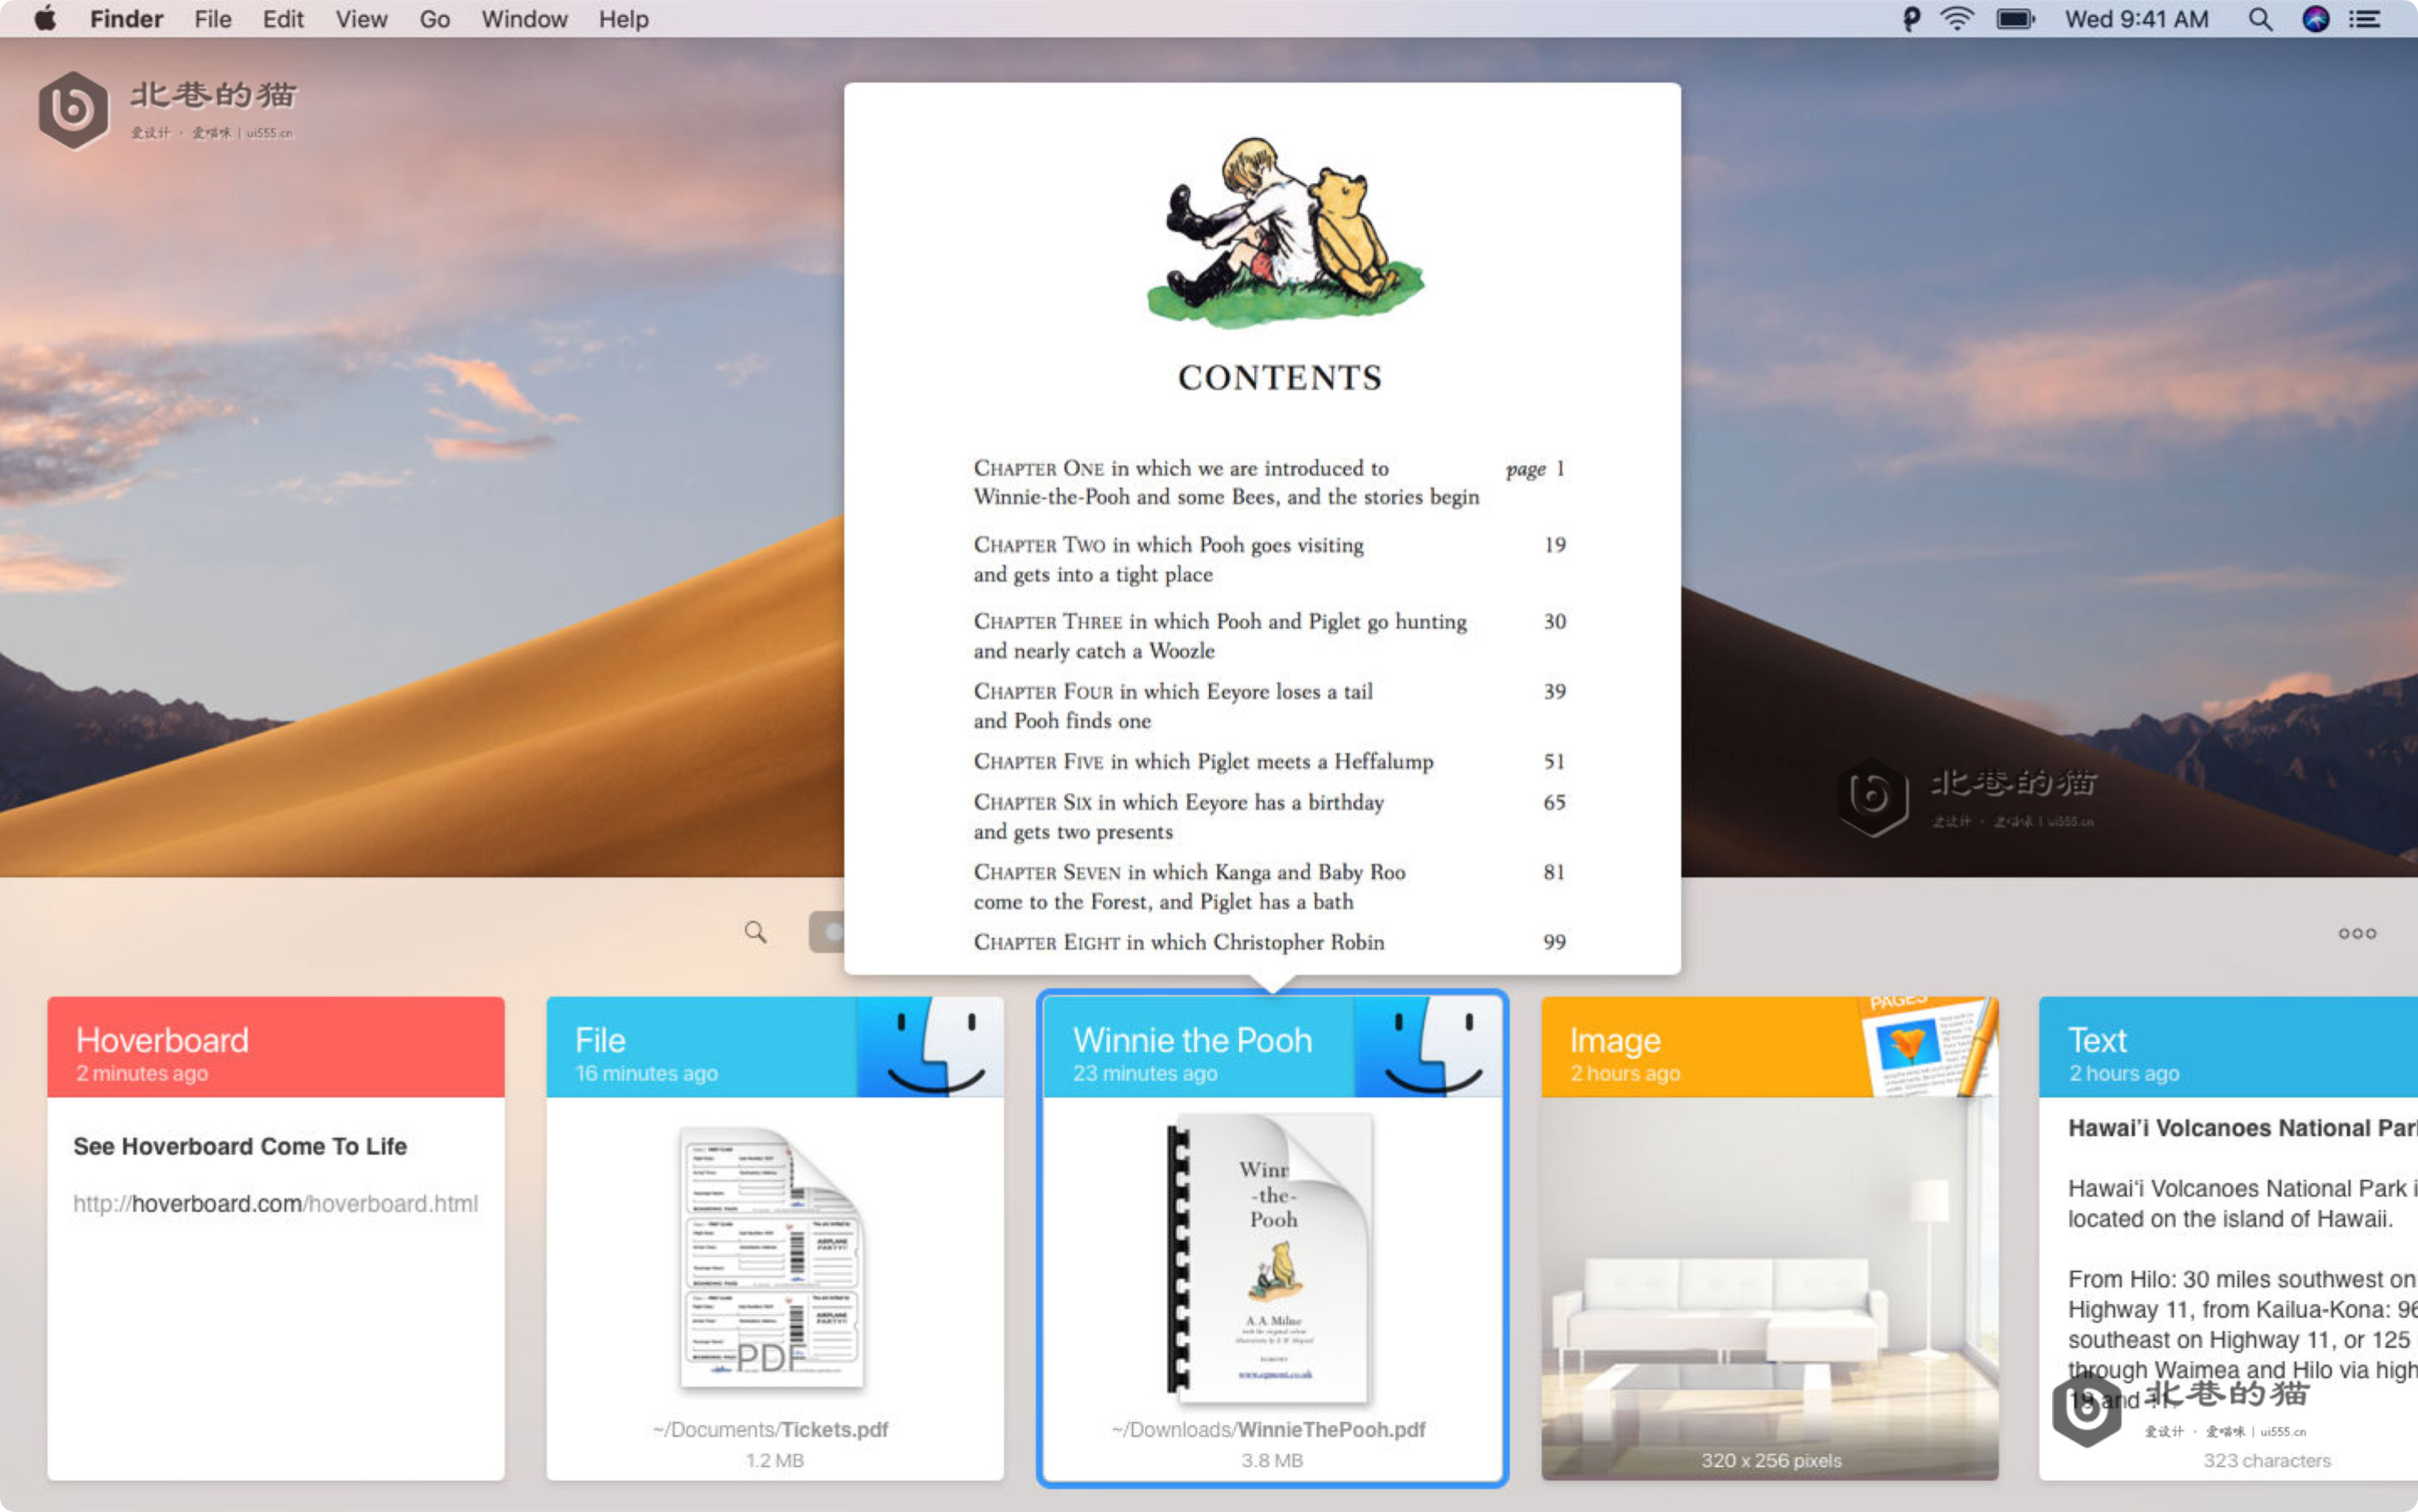 Finder File Edit View Go Window Help
Wed 9:41 AM
北巷的猫
爱设计 · 爱喵咪 | ui555.cn
CONTENTS
CHAPTER ONE in which we are introduced to page 1
Winnie-the-Pooh and some Bees, and the stories begin
CHAPTER TWO in which Pooh goes visiting 19
and gets into a tight place
CHAPTER THREE in which Pooh and Piglet go hunting 30
and nearly catch a Woozle
CHAPTER FOUR in which Eeyore loses a tail 39
and Pooh finds one
CHAPTER FIVE in which Piglet meets a Heffalump 51
CHAPTER SIX in which Eeyore has a birthday 65
and gets two presents
CHAPTER SEVEN in which Kanga and Baby Roo 81
come to the Forest, and Piglet has a bath
CHAPTER EIGHT in which Christopher Robin 99
北巷的猫
爱设计 · 爱喵咪 | ui555.cn
Hoverboard
2 minutes ago
See Hoverboard Come To Life
http://hoverboard.com/hoverboard.html
File
16 minutes ago
AIRPLANE
PARTY!!
AIRPLANE
PARTY!!
PDF
~/Documents/Tickets.pdf
1.2 MB
Winnie the Pooh
23 minutes ago
Winn
-the-
Pooh
A.A.Milne
www.egmont.co.uk
~/Downloads/WinnieThePooh.pdf
3.8 MB
Image
2 hours ago
PAGES
320 x 256 pixels
Text
2 hours ago
Hawai'i Volcanoes National Par
Hawai'i Volcanoes National Park i
located on the island of Hawaii.
From Hilo: 30 miles southwest on
Highway 11, from Kailua-Kona: 96
southeast on Highway 11, or 125
through Waimea and Hilo via high
19 and 11.
北巷的猫
爱设计 · 爱喵咪 | ui555.cn
323 characters